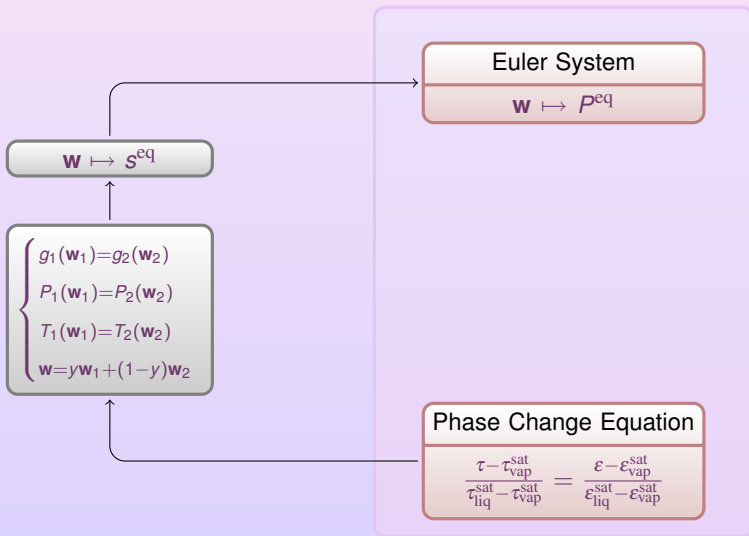 Euler System
w ↦ P^eq
w ↦ s^eq
g₁(w₁)=g₂(w₂)
P₁(w₁)=P₂(w₂)
T₁(w₁)=T₂(w₂)
w=yw₁+(1−y)w₂
Phase Change Equation
τ−τ_vap^sat / τ_liq^sat−τ_vap^sat = ε−ε_vap^sat / ε_liq^sat−ε_vap^sat